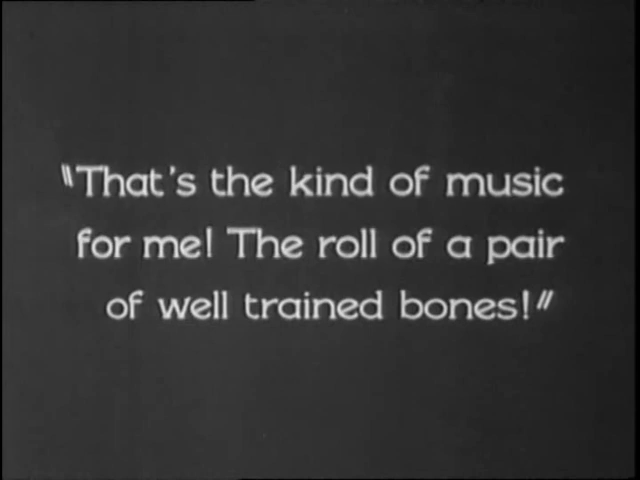 "That's the kind of music
for me! The roll of a pair
of well trained bones!"